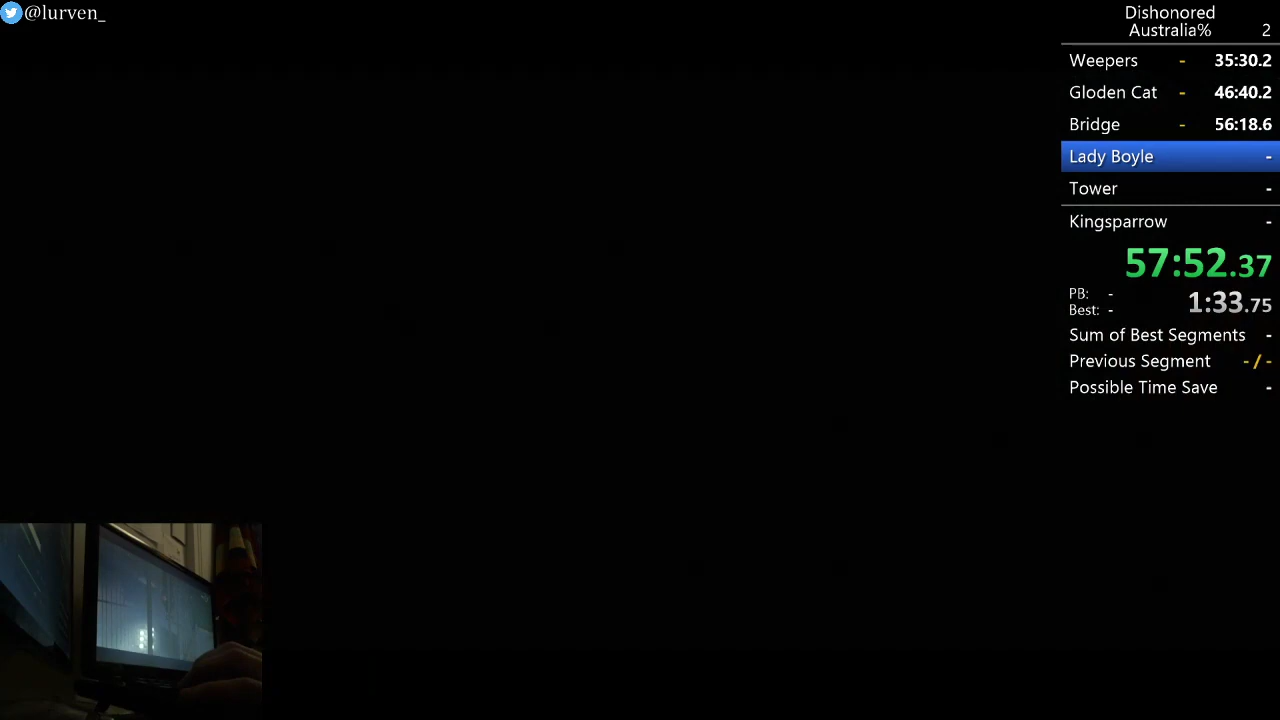 @lurven_
Dishonored
Australia% 2
Weepers - 35:30.2
Gloden Cat - 46:40.2
Bridge - 56:18.6
Lady Boyle -
Tower -
Kingsparrow -
57:52.37
PB: - 1:33.75
Best: -
Sum of Best Segments -
Previous Segment - / -
Possible Time Save -